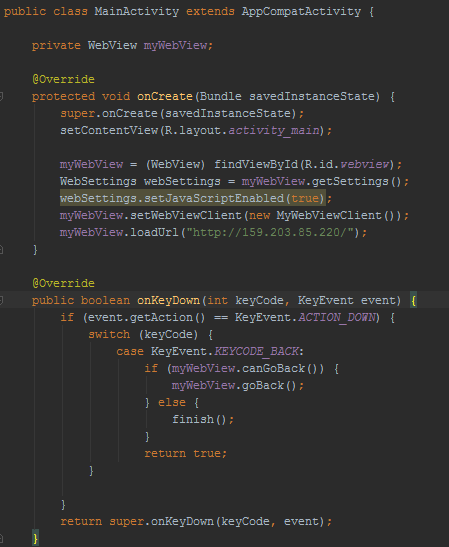 public class MainActivity extends AppCompatActivity {
private WebView myWebView;
@Override
protected void onCreate(Bundle savedInstanceState) {
super.onCreate(savedInstanceState);
setContentView(R.layout.activity_main);
myWebView = (WebView) findViewById(R.id.webview);
WebSettings webSettings = myWebView.getSettings();
webSettings.setJavaScriptEnabled(true);
myWebView.setWebViewClient(new MyWebViewClient());
myWebView.loadUrl("http://159.203.85.220/");
}
@Override
public boolean onKeyDown(int keyCode, KeyEvent event) {
if (event.getAction() == KeyEvent.ACTION_DOWN) {
switch (keyCode) {
case KeyEvent.KEYCODE_BACK:
if (myWebView.canGoBack()) {
myWebView.goBack();
} else {
finish();
}
return true;
}
}
return super.onKeyDown(keyCode, event);
}